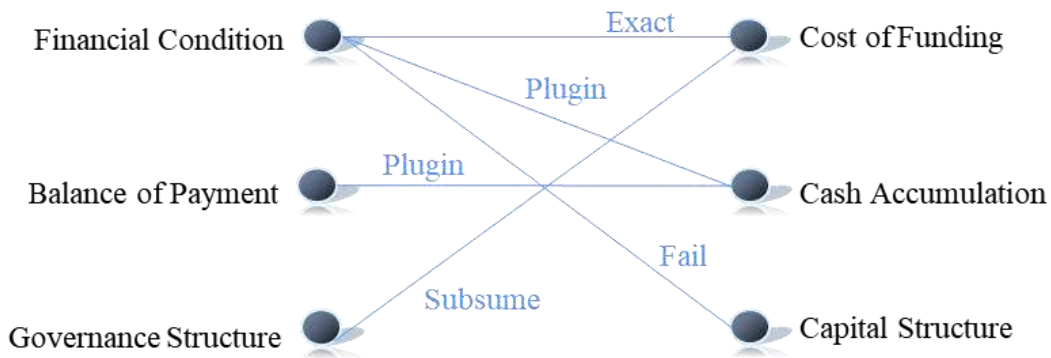 Financial Condition
Exact
Cost of Funding
Plugin
Balance of Payment
Plugin
Cash Accumulation
Fail
Subsume
Governance Structure
Capital Structure